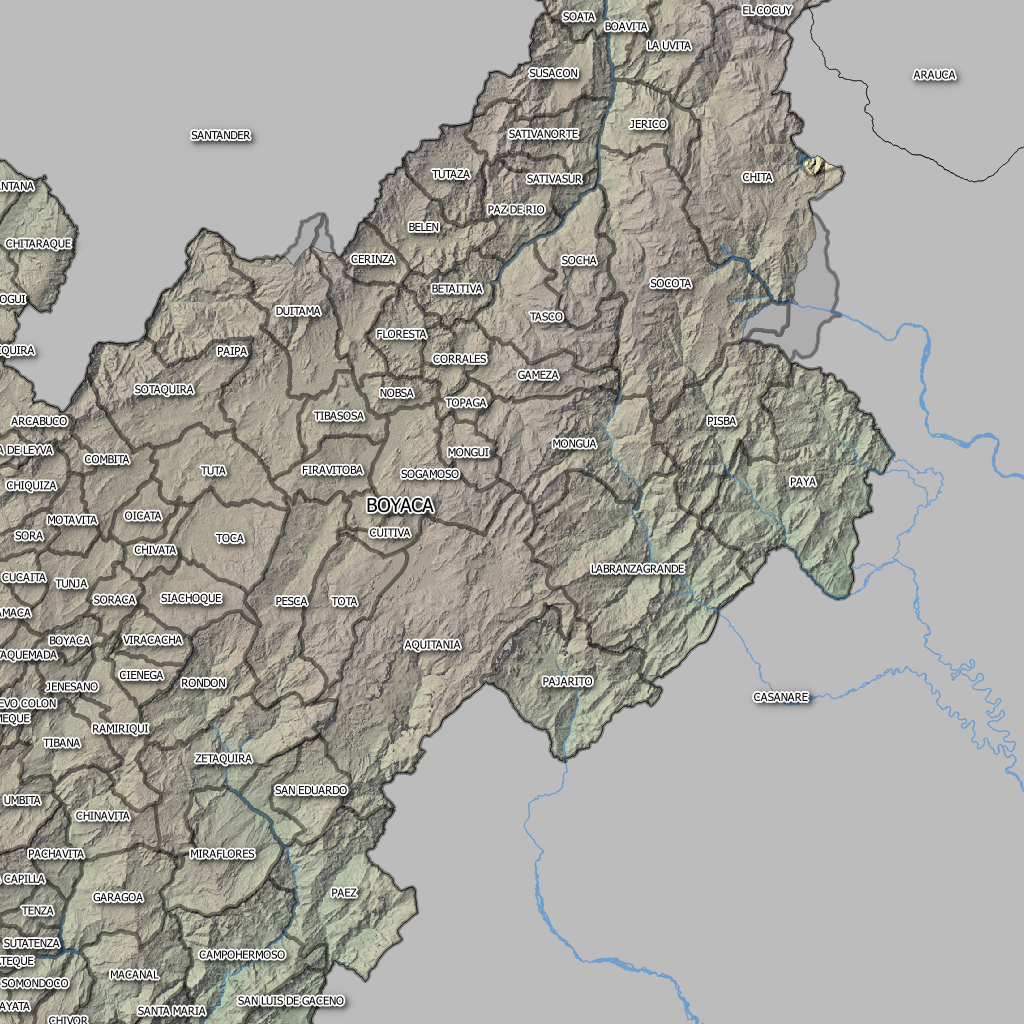 EL COCUY
SOATA
BOAVITA
LA UVITA
SUSACON
ARAUCA
JERICO
SATIVANORTE
SANTANDER
TUTAZA
SATIVASUR
CHITA
ANTANA
PAZ DE RIO
BELEN
CHITARAQUE
CERINZA
SOCHA
BETAITIVA
SOCOTA
OGUI
DUITAMA
TASCO
FLORESTA
QUIRA
PAIPA
CORRALES
GAMEZA
SOTAQUIRA
NOBSA
TOPAGA
TIBASOSA
ARCABUCO
PISBA
MONGUA
A DE LEYVA
MONGUI
COMBITA
TUTA
FIRAVITOBA
SOGAMOSO
CHIQUIZA
PAYA
BOYACA
MOTAVITA
OICATA
CUITIVA
SORA
TOCA
CHIVATA
LABRANZAGRANDE
CUCAITA
TUNJA
SORACA
SIACHOQUE
PESCA
TOTA
AMACA
BOYACA
VIRACACHA
AQUITANIA
TAQUEMADA
CIENEGA
JENESANO
RONDON
PAJARITO
CASANARE
EVO COLON
MEQUE
RAMIRIQUI
TIBANA
ZETAQUIRA
SAN EDUARDO
UMBITA
CHINAVITA
PACHAVITA
MIRAFLORES
A CAPILLA
PAEZ
GARAGOA
TENZA
SUTATENZA
CAMPOHERMOSO
ATEQUE
MACANAL
SOMONDOCO
SAN LUIS DE GACENO
AYATA
SANTA MARIA
CHIVOR